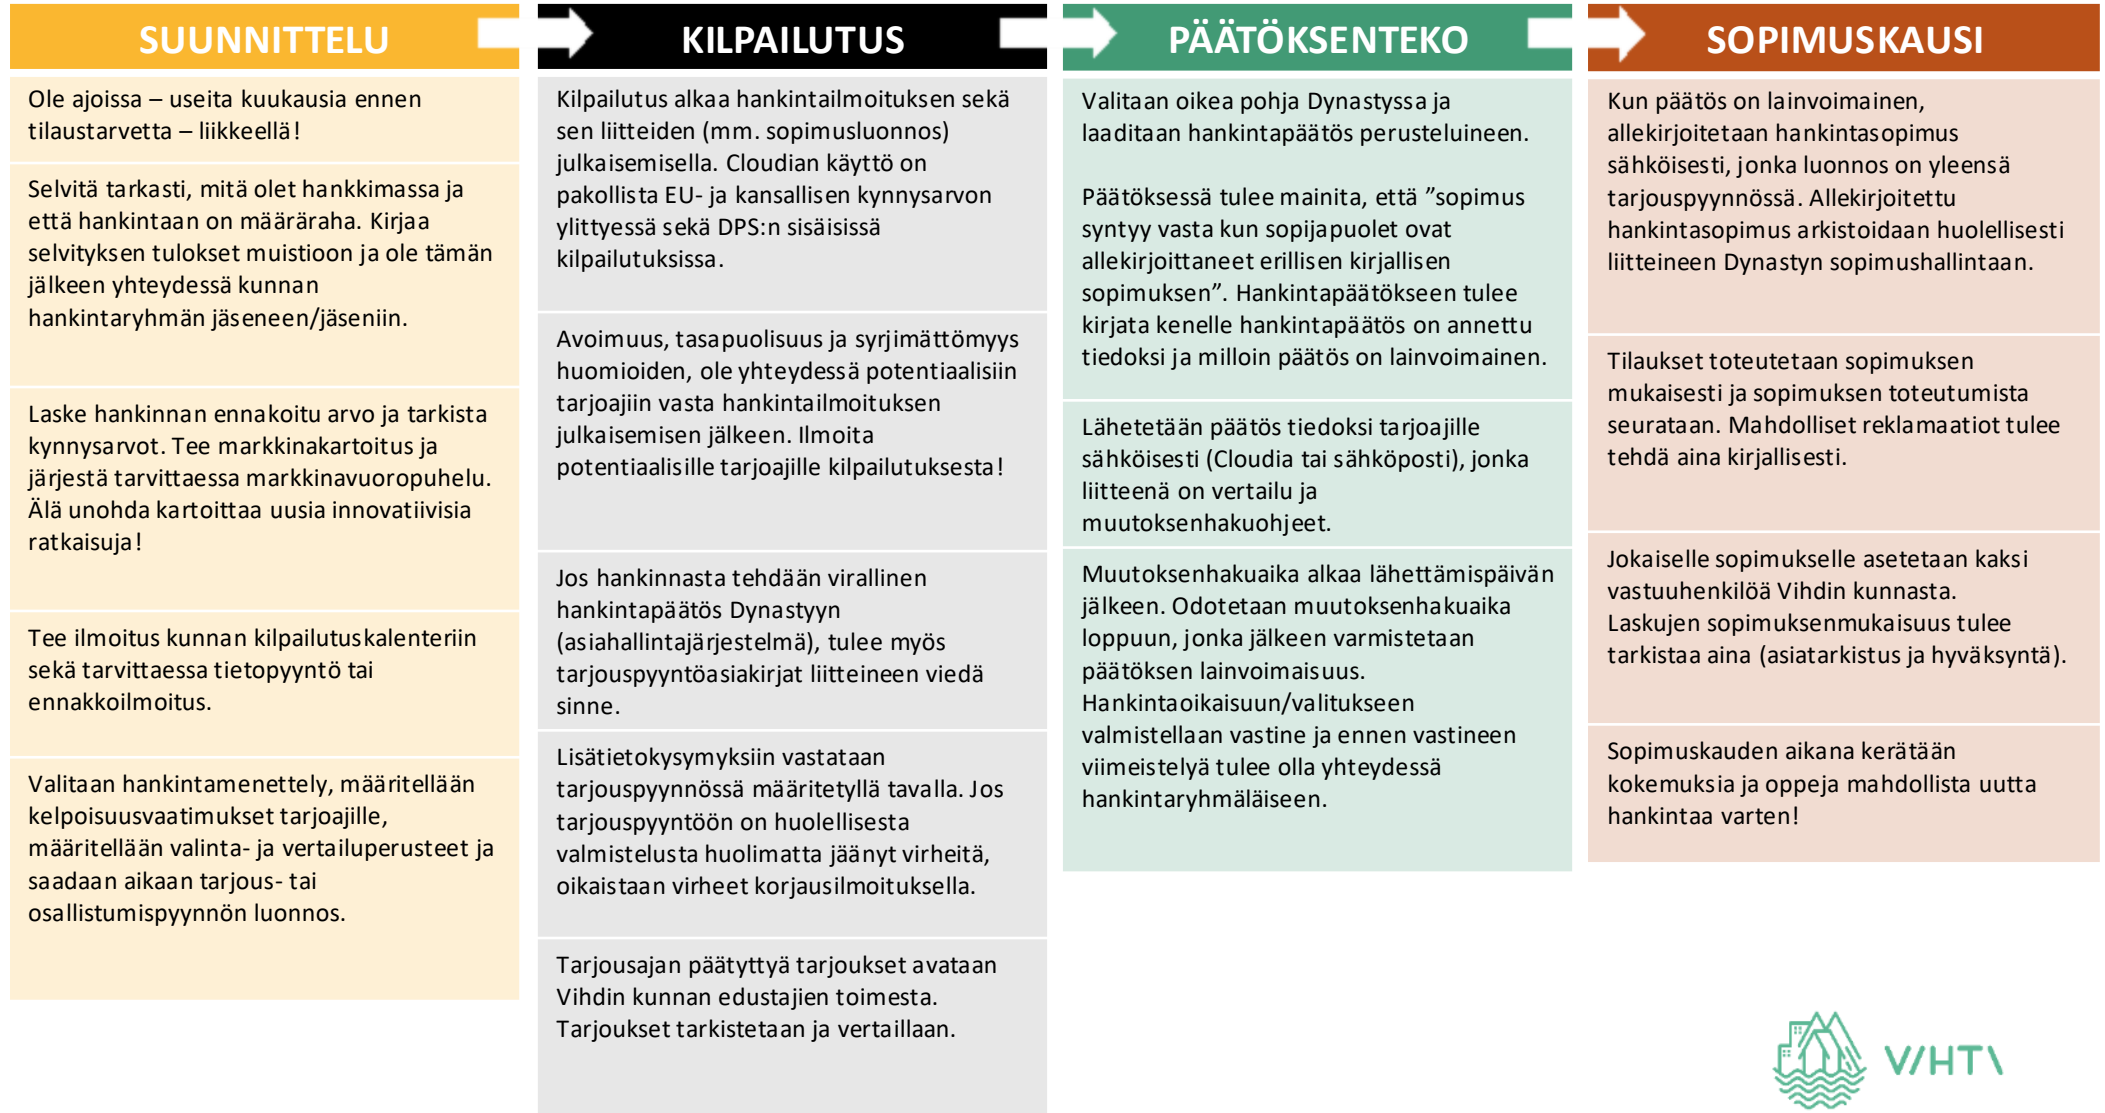 SUUNNITTELU
Ole ajoissa – useita kuukausia ennen
tilaustarvetta – liikkeellä!
Selvitä tarkasti, mitä olet hankkimassa ja
että hankintaan on määräraha. Kirjaa
selvityksen tulokset muistioon ja ole tämän
jälkeen yhteydessä kunnan
hankintaryhmän jäseneen/jäseniin.
Laske hankinnan ennakoitu arvo ja tarkista
kynnysarvot. Tee markkinakartoitus ja
järjestä tarvittaessa markkinavuoropuhelu.
Älä unohda kartoittaa uusia innovatiivisia
ratkaisuja!
Tee ilmoitus kunnan kilpailutuskalenteriin
sekä tarvittaessa tietopyyntö tai
ennakkoilmoitus.
Valitaan hankintamenettely, määritellään
kelpoisuusvaatimukset tarjoajille,
määritellään valinta- ja vertailuperusteet ja
saadaan aikaan tarjous- tai
osallistumispyynnön luonnos.
KILPAILUTUS
Kilpailutus alkaa hankintailmoituksen sekä
sen liitteiden (mm. sopimusluonnos)
julkaisemisella. Cloudian käyttö on
pakollista EU- ja kansallisen kynnysarvon
ylittyessä sekä DPS:n sisäisissä
kilpailutuksissa.
Avoimuus, tasapuolisuus ja syrjimättömyys
huomioiden, ole yhteydessä potentiaalisiin
tarjoajiin vasta hankintailmoituksen
julkaisemisen jälkeen. Ilmoita
potentiaalisille tarjoajille kilpailutuksesta!
Jos hankinnasta tehdään virallinen
hankintapäätös Dynastyyn
(asiahallintajärjestelmä), tulee myös
tarjouspyyntöasiakirjat liitteineen viedä
sinne.
Lisätietokysymyksiin vastataan
tarjouspyynnössä määritetyllä tavalla. Jos
tarjouspyyntöön on huolellisesta
valmistelusta huolimatta jäänyt virheitä,
oikaistaan virheet korjausilmoituksella.
Tarjousajan päätyttyä tarjoukset avataan
Vihdin kunnan edustajien toimesta.
Tarjoukset tarkistetaan ja vertaillaan.
PÄÄTÖKSENTEKO
Valitaan oikea pohja Dynastyssa ja
laaditaan hankintapäätös perusteluineen.
Päätöksessä tulee mainita, että ”sopimus
syntyy vasta kun sopijapuolet ovat
allekirjoittaneet erillisen kirjallisen
sopimuksen”. Hankintapäätökseen tulee
kirjata kenelle hankintapäätös on annettu
tiedoksi ja milloin päätös on lainvoimainen.
Lähetetään päätös tiedoksi tarjoajille
sähköisesti (Cloudia tai sähköposti), jonka
liitteenä on vertailu ja
muutoksenhakuohjeet.
Muutoksenhakuaika alkaa lähettämispäivän
jälkeen. Odotetaan muutoksenhakuaika
loppuun, jonka jälkeen varmistetaan
päätöksen lainvoimaisuus.
Hankintaoikaisuun/valitukseen
valmistellaan vastine ja ennen vastineen
viimeistelyä tulee olla yhteydessä
hankintaryhmäläiseen.
SOPIMUSKAUSI
Kun päätös on lainvoimainen,
allekirjoitetaan hankintasopimus
sähköisesti, jonka luonnos on yleensä
tarjouspyynnössä. Allekirjoitettu
hankintasopimus arkistoidaan huolellisesti
liitteineen Dynastyn sopimushallintaan.
Tilaukset toteutetaan sopimuksen
mukaisesti ja sopimuksen toteutumista
seurataan. Mahdolliset reklamaatiot tulee
tehdä aina kirjallisesti.
Jokaiselle sopimukselle asetetaan kaksi
vastuuhenkilöä Vihdin kunnasta.
Laskujen sopimuksenmukaisuus tulee
tarkistaa aina (asiatarkistus ja hyväksyntä).
Sopimuskauden aikana kerätään
kokemuksia ja oppeja mahdollista uutta
hankintaa varten!
VIHTI